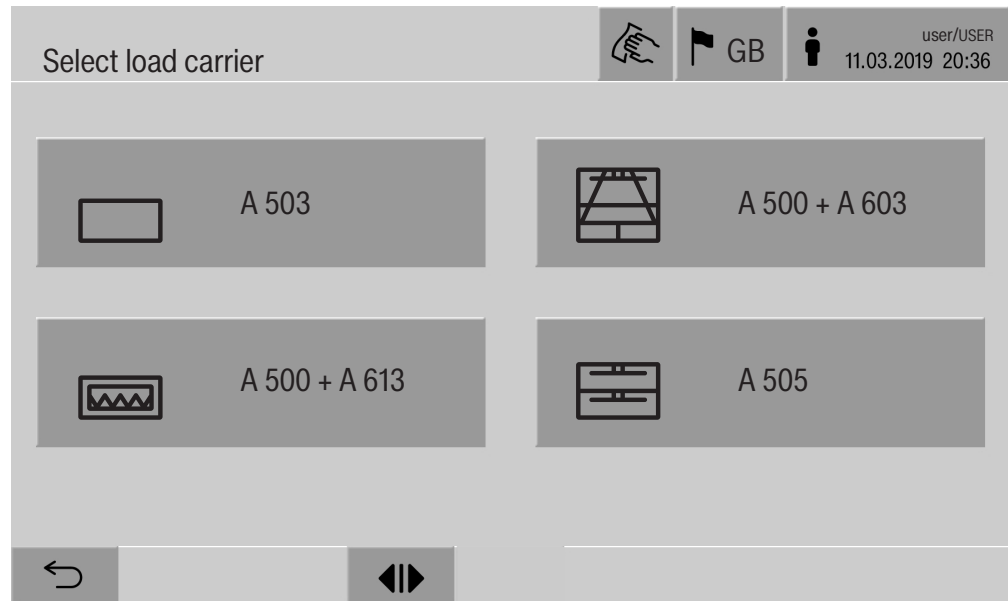 Select load carrier
GB
user/USER
11.03.2019 20:36
A 503
A 500 + A 603
A 500 + A 613
A 505